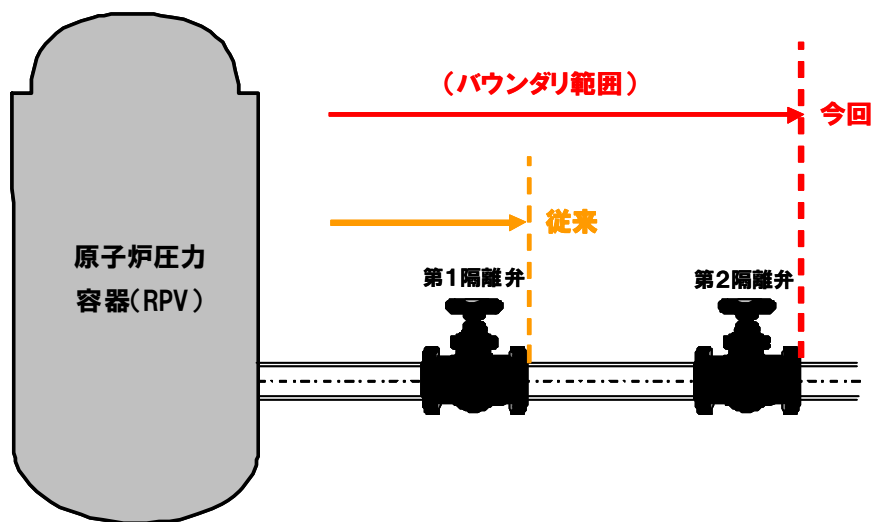 (バウンダリ範囲)
今回
従来
原子炉圧力
容器(RPV)
第1隔離弁
第2隔離弁